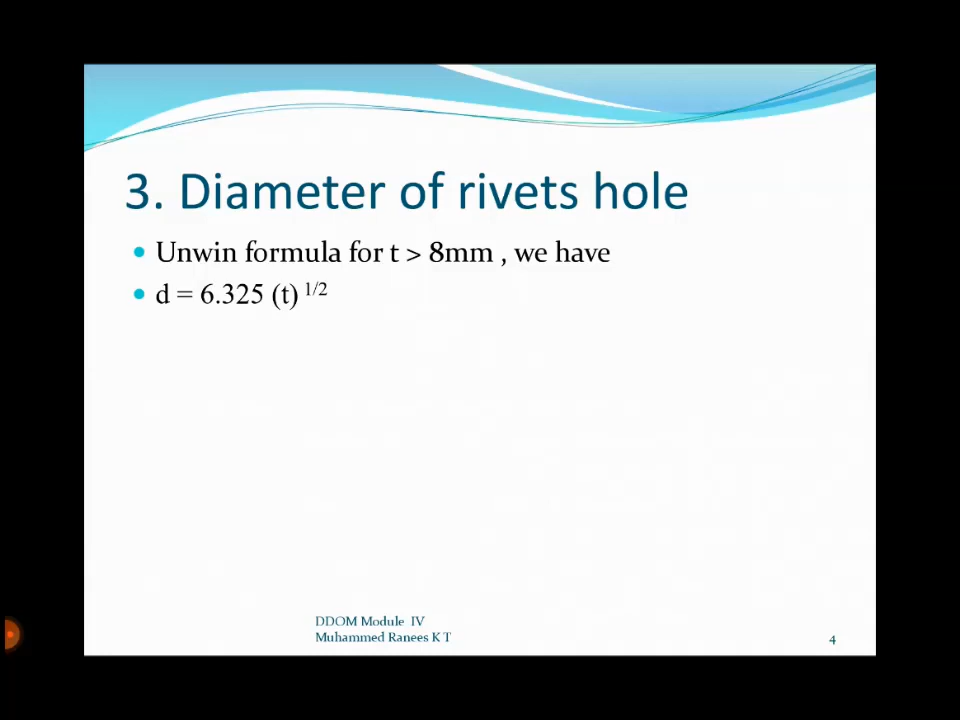 3. Diameter of rivets hole
• Unwin formula for t > 8mm , we have
• d = 6.325 (t) 1/2
DDOM Module IV
Muhammed Ranees K T
4